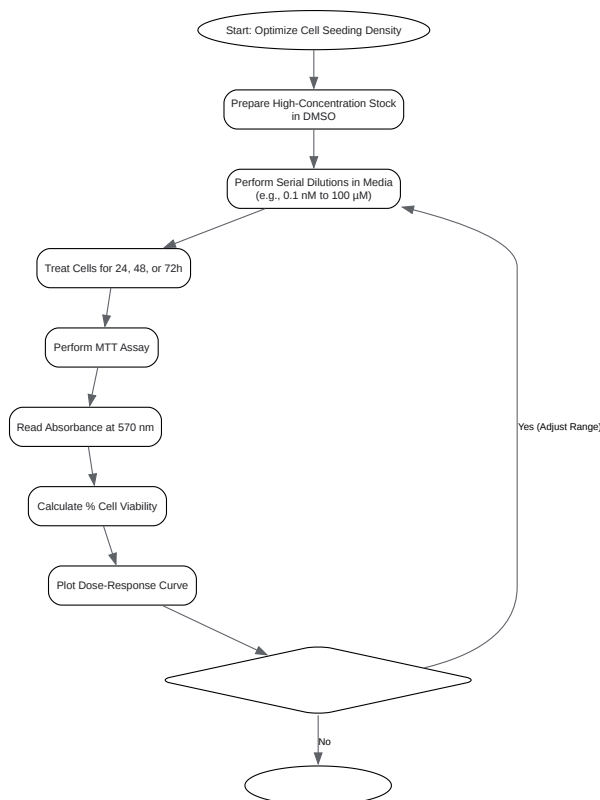 Start: Optimize Cell Seeding Density
Prepare High-Concentration Stock
in DMSO
Perform Serial Dilutions in Media
(e.g., 0.1 nM to 100 µM)
Treat Cells for 24, 48, or 72h
Perform MTT Assay
Read Absorbance at 570 nm
Yes (Adjust Range)
Calculate % Cell Viability
Plot Dose-Response Curve
No